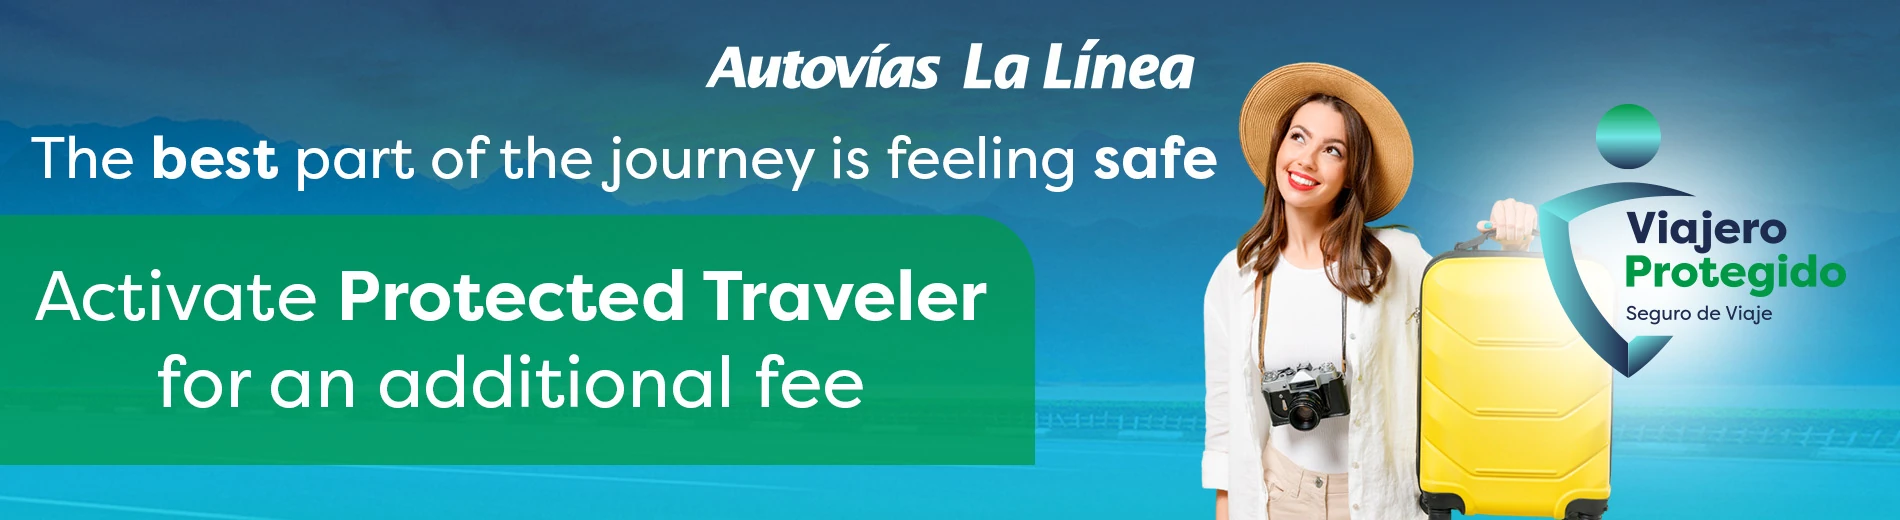 Autovías La Línea
The best part of the journey is feeling safe
Activate Protected Traveler
for an additional fee
Viajero
Protegido
Seguro de Viaje